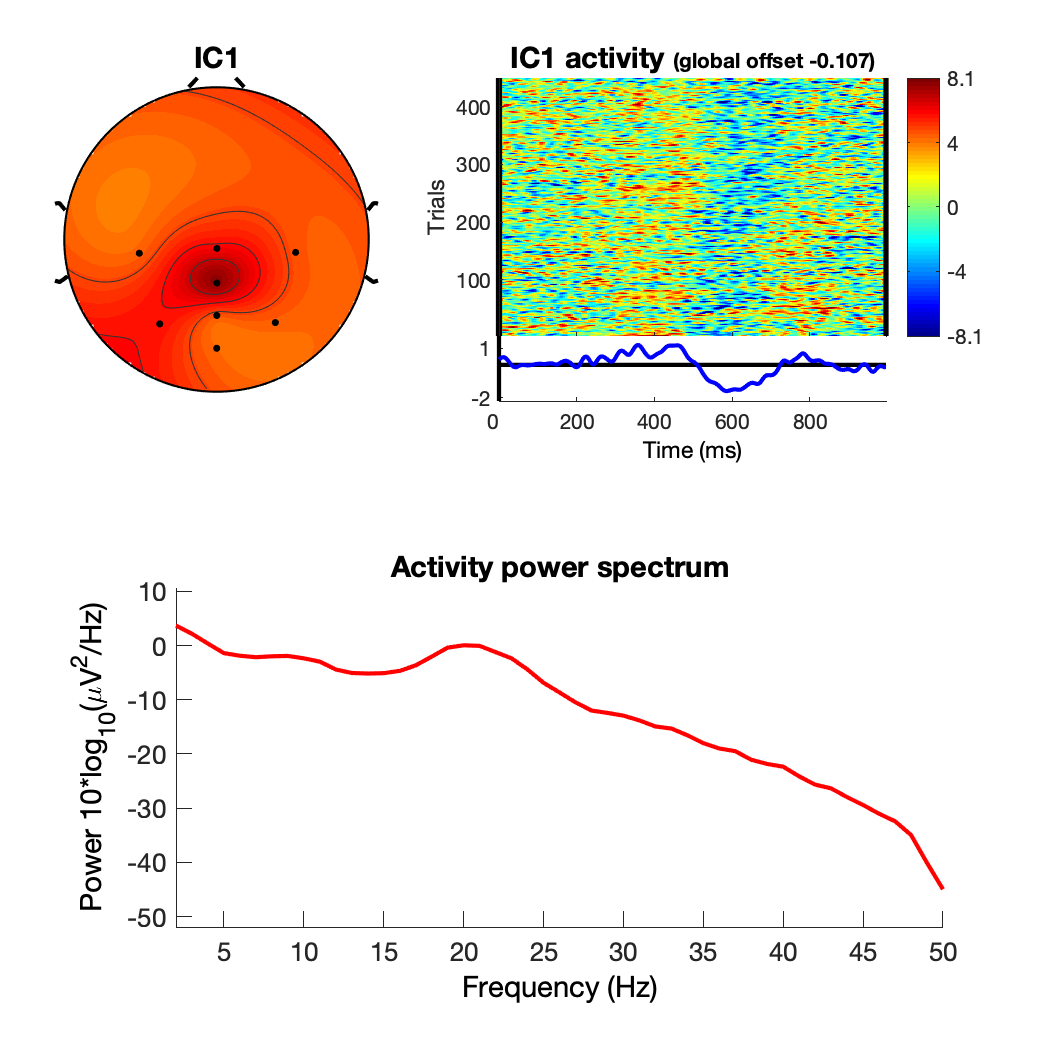 IC1
IC1 activity (global offset -0.107)
Trials
400
300
200
100
8.1
4
0
-4
-8.1
1
-2
0 200 400 600 800
Time (ms)
Activity power spectrum
Power 10*log10(μV2/Hz)
10
0
-10
-20
-30
-40
-50
5 10 15 20 25 30 35 40 45 50
Frequency (Hz)